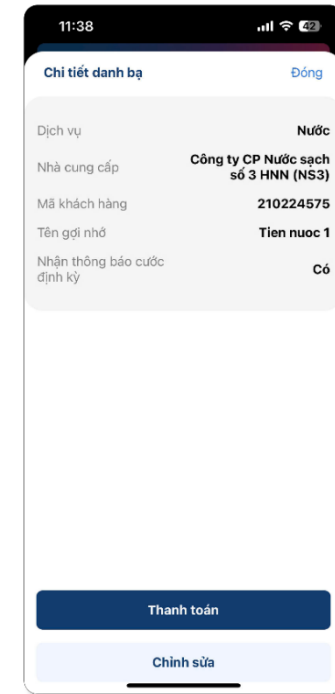 11:38
42
Chi tiết danh bạ
Đóng
Dịch vụ
Nước
Nhà cung cấp
Công ty CP Nước sạch
số 3 HNN (NS3)
Mã khách hàng
210224575
Tên gợi nhớ
Tien nuoc 1
Nhận thông báo cước
định kỳ
Có
Thanh toán
Chỉnh sửa